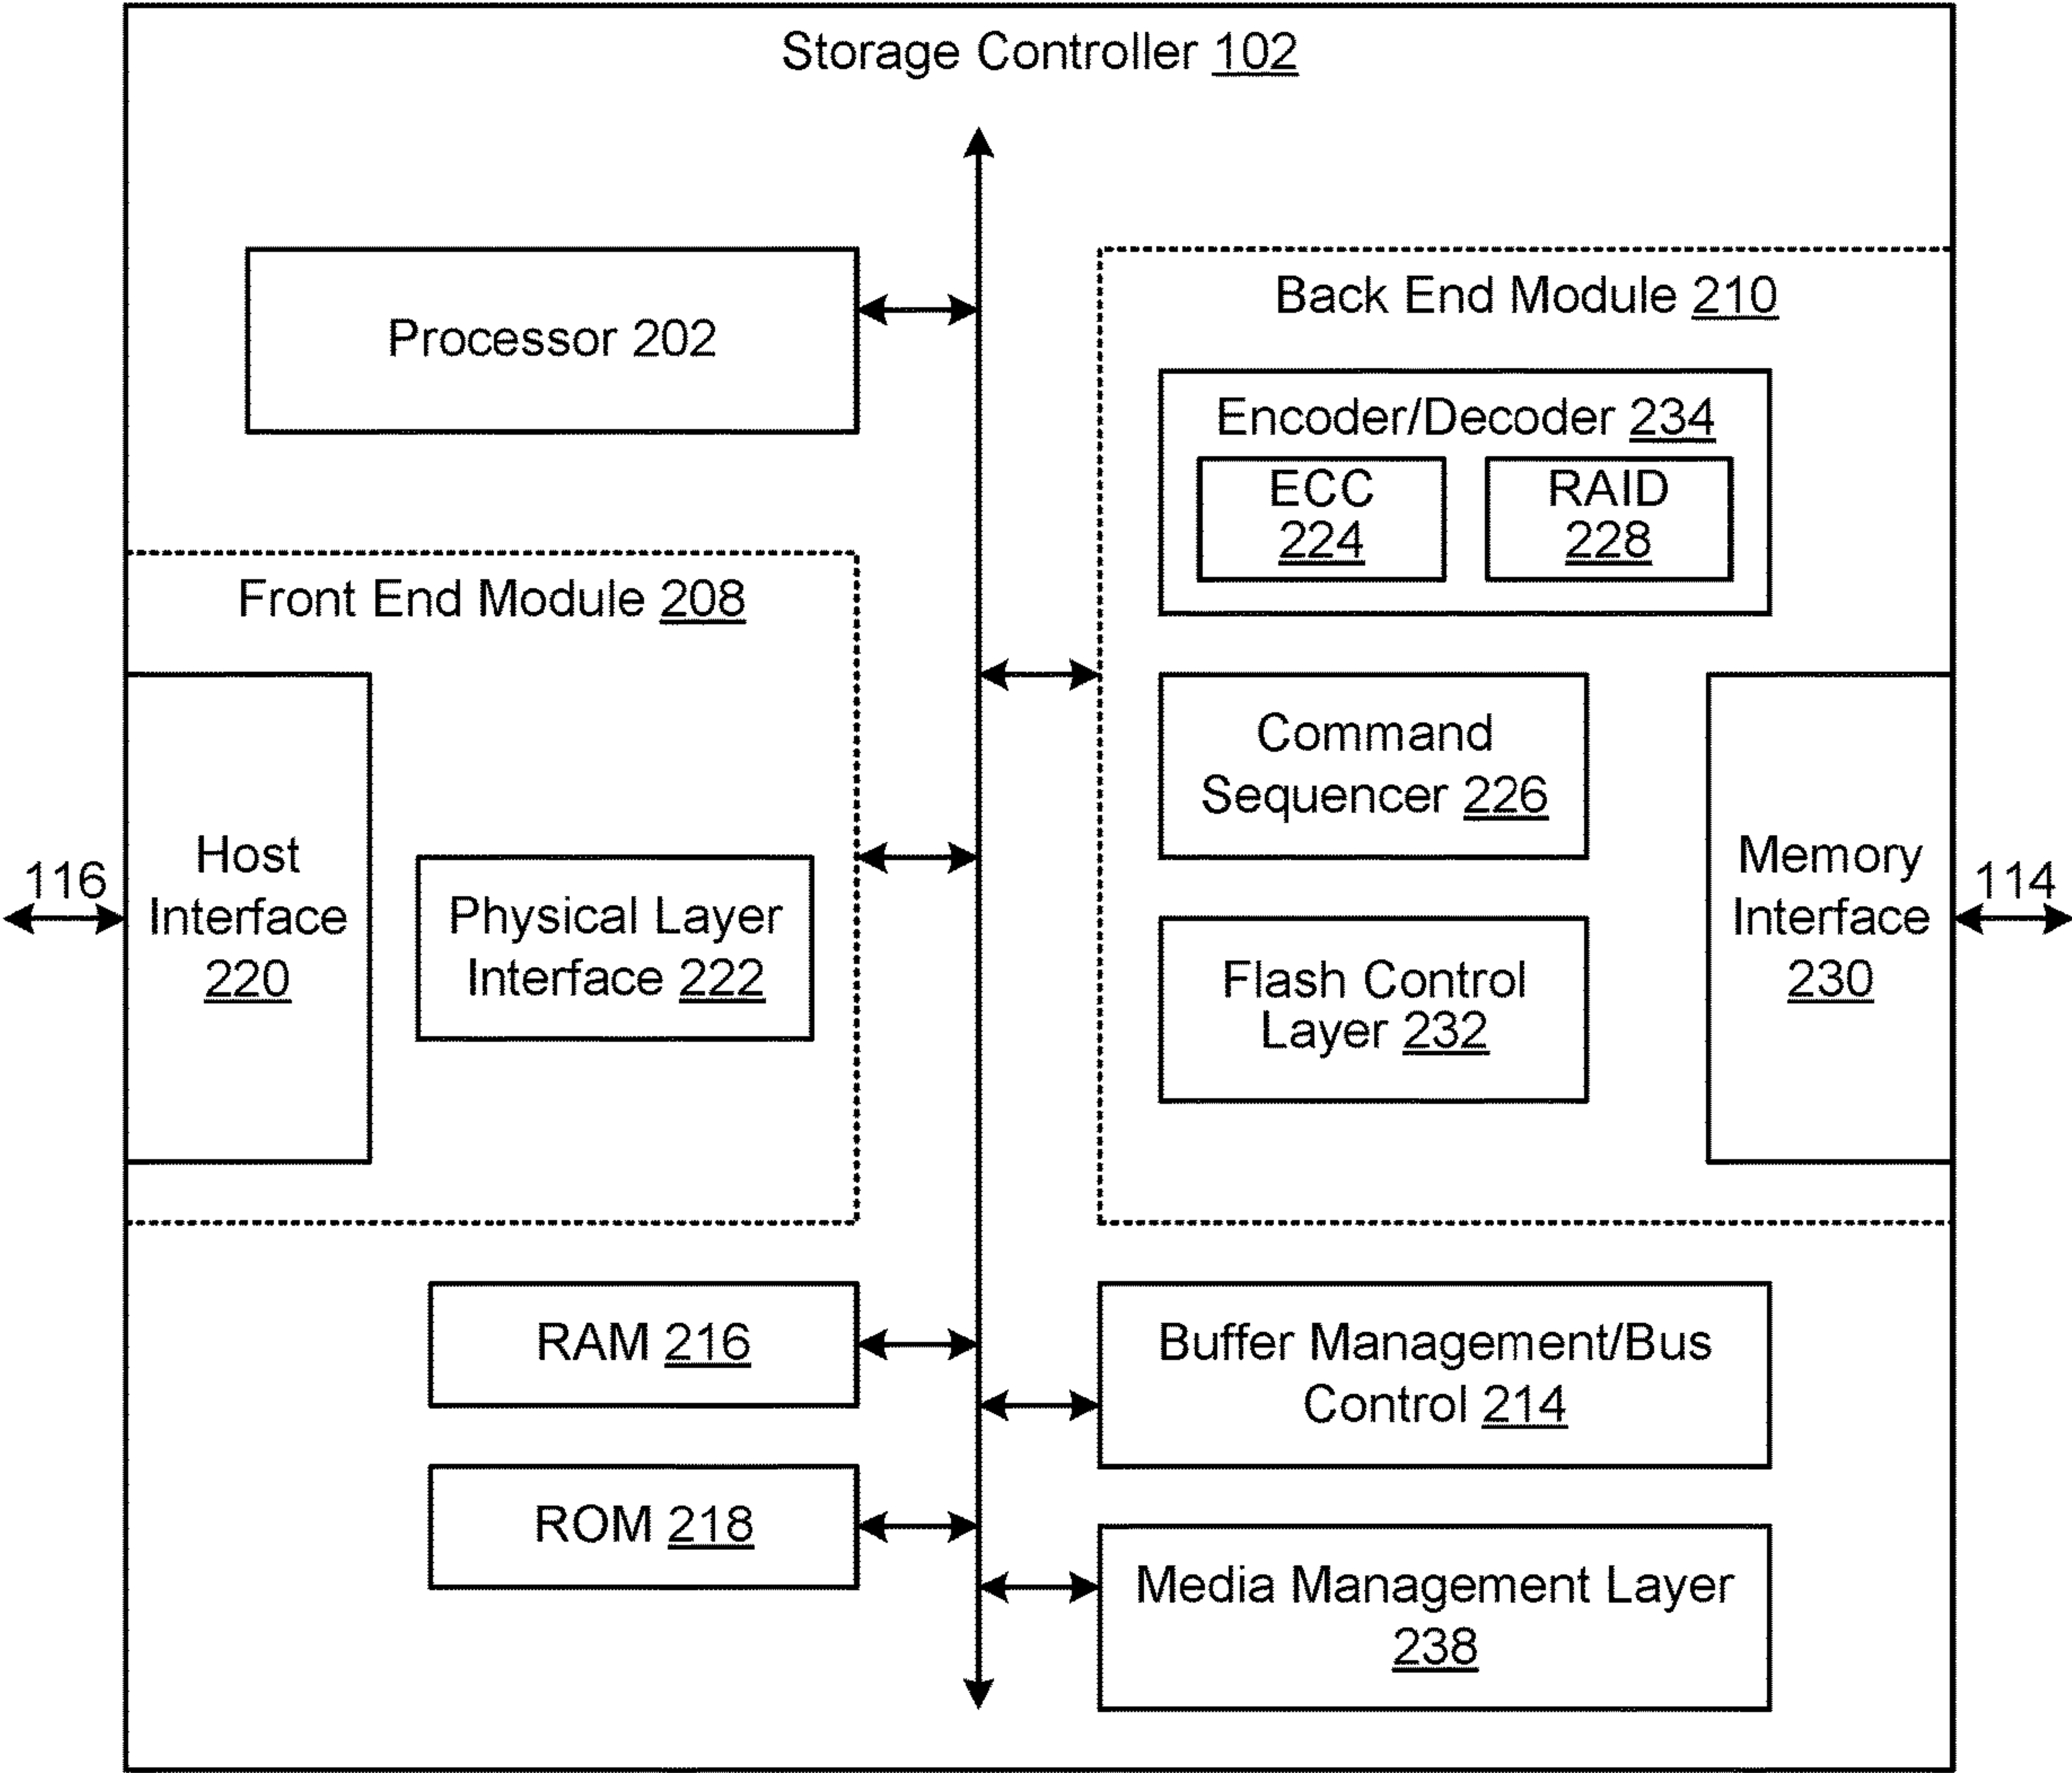 Storage Controller 102
Processor 202
Back End Module 210
Encoder/Decoder 234
ECC
224
RAID
228
Front End Module 208
Host
Interface
220
Physical Layer
Interface 222
116
Command
Sequencer 226
Flash Control
Layer 232
Memory
Interface
230
114
RAM 216
ROM 218
Buffer Management/Bus
Control 214
Media Management Layer
238